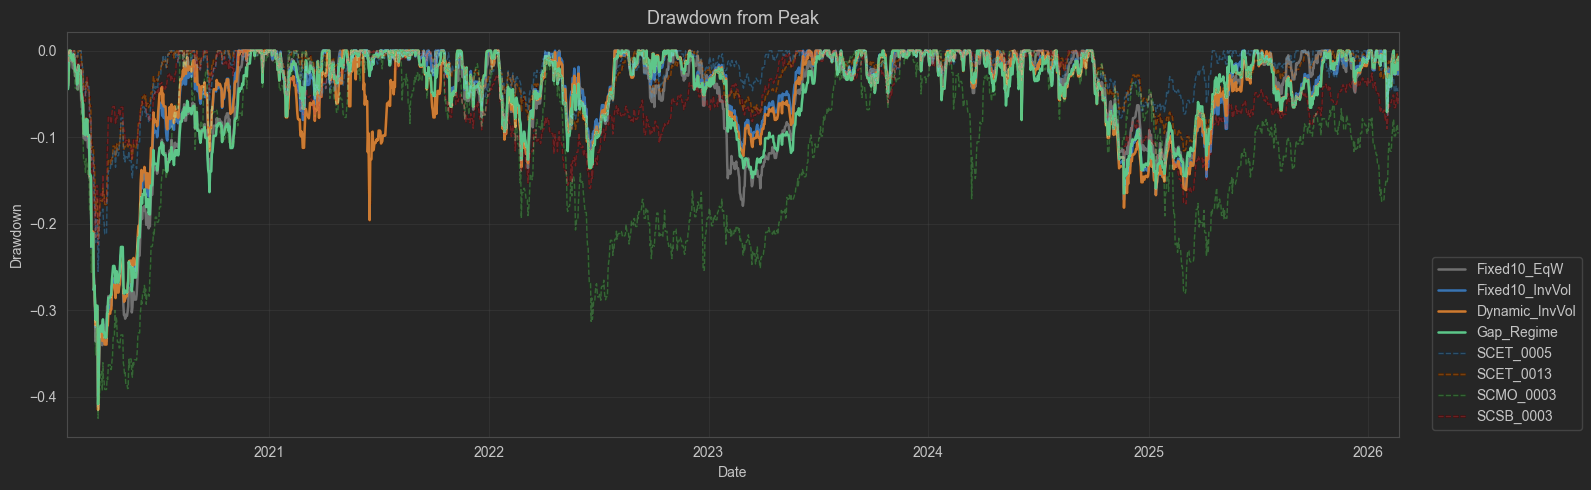 Drawdown from Peak
0.0
−0.1
−0.2
−0.3
−0.4
Drawdown
2021
2022
2023
2024
2025
2026
Date
Fixed10_EqW
Fixed10_InvVol
Dynamic_InvVol
Gap_Regime
SCET_0005
SCET_0013
SCMO_0003
SCSB_0003